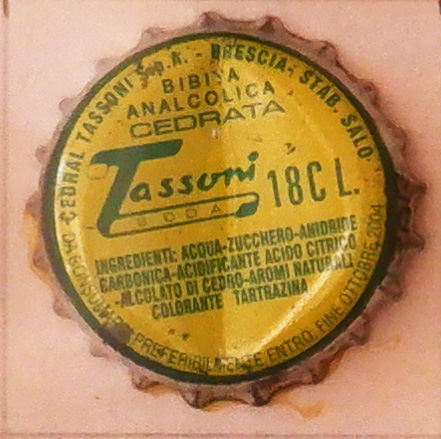 CEDRAL TASSONI S.p.A. - BRESCIA - STAB. SALO'
BIBITA
ANALCOLICA
CEDRATA
Tassoni
SODA
18CL.
INGREDIENTI: ACQUA-ZUCCHERO-ANIDRIDE
CARBONICA-ACIDIFICANTE ACIDO CITRICO
-ALCOLATO DI CEDRO-AROMI NATURALI
COLORANTE TARTRAZINA
DA CONSUMARSI PREFERIBILMENTE ENTRO: FINE OTTOBRE 2004